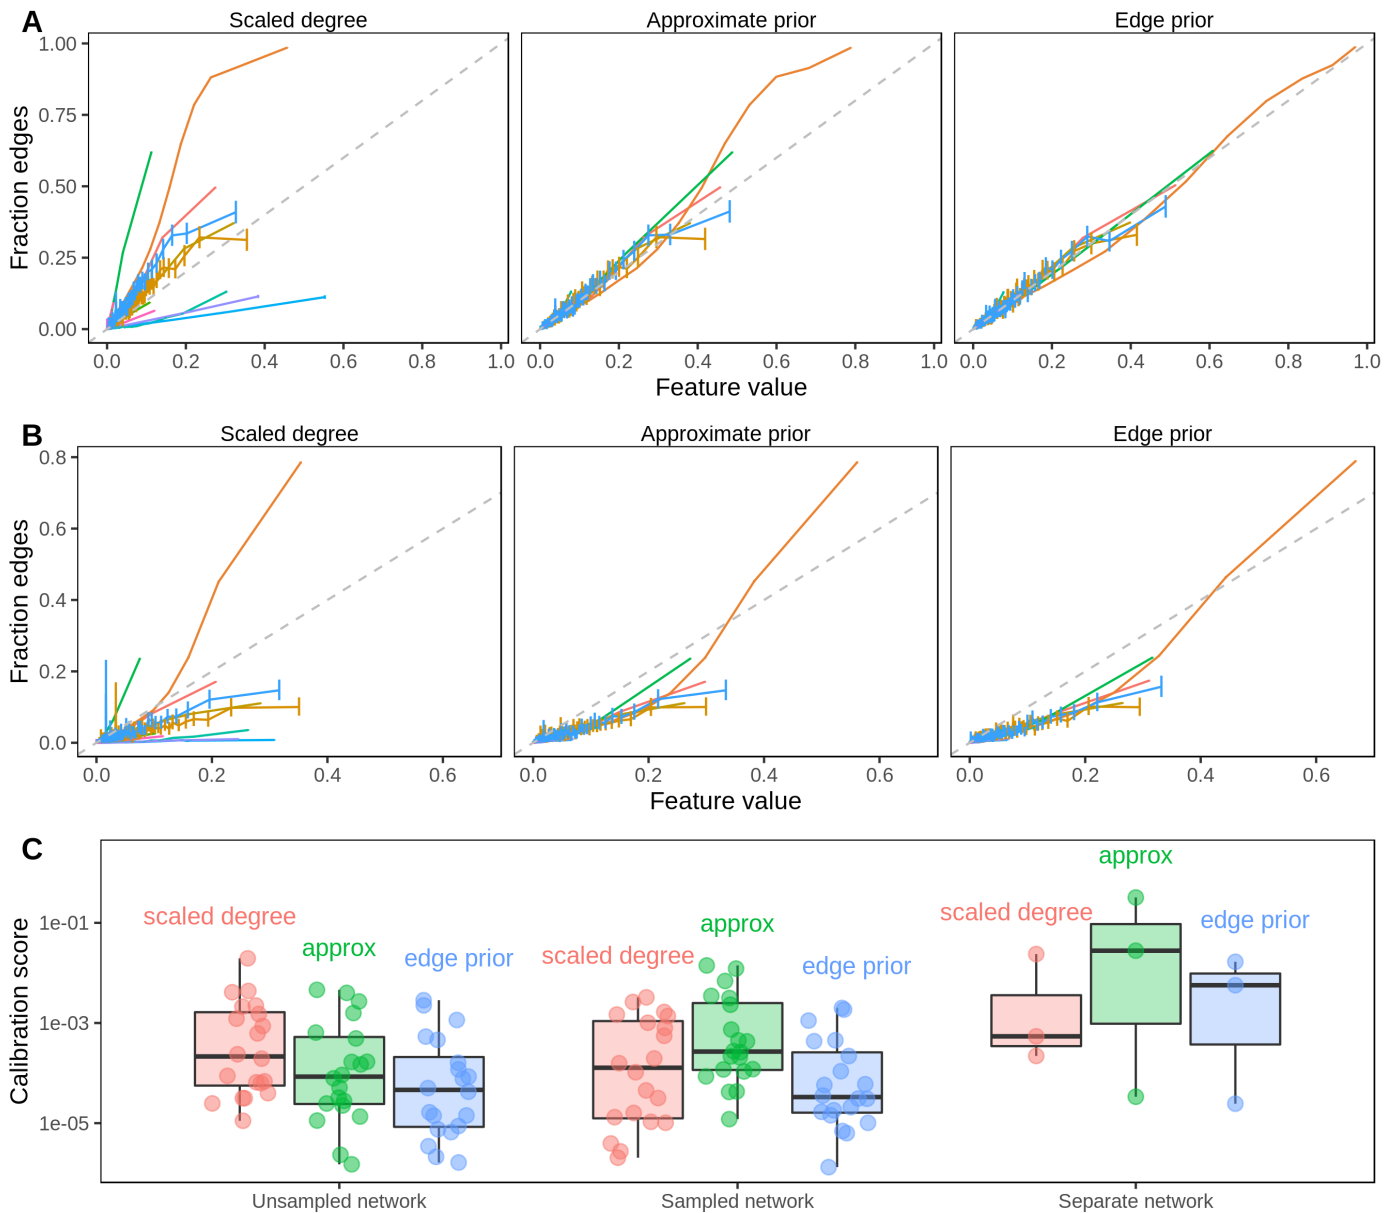 A
Scaled degree
Approximate prior
Edge prior
Fraction edges
1.00
0.75
0.50
0.25
0.00
0.0 0.2 0.4 0.6 0.8 1.0
0.0 0.2 0.4 0.6 0.8 1.0
0.0 0.2 0.4 0.6 0.8 1.0
Feature value
B
Scaled degree
Approximate prior
Edge prior
Fraction edges
0.8
0.6
0.4
0.2
0.0
0.0 0.2 0.4 0.6
0.0 0.2 0.4 0.6
0.0 0.2 0.4 0.6
Feature value
C
Calibration score
1e-01
1e-03
1e-05
scaled degree
approx
edge prior
scaled degree
approx
edge prior
scaled degree
approx
edge prior
Unsampled network
Sampled network
Separate network